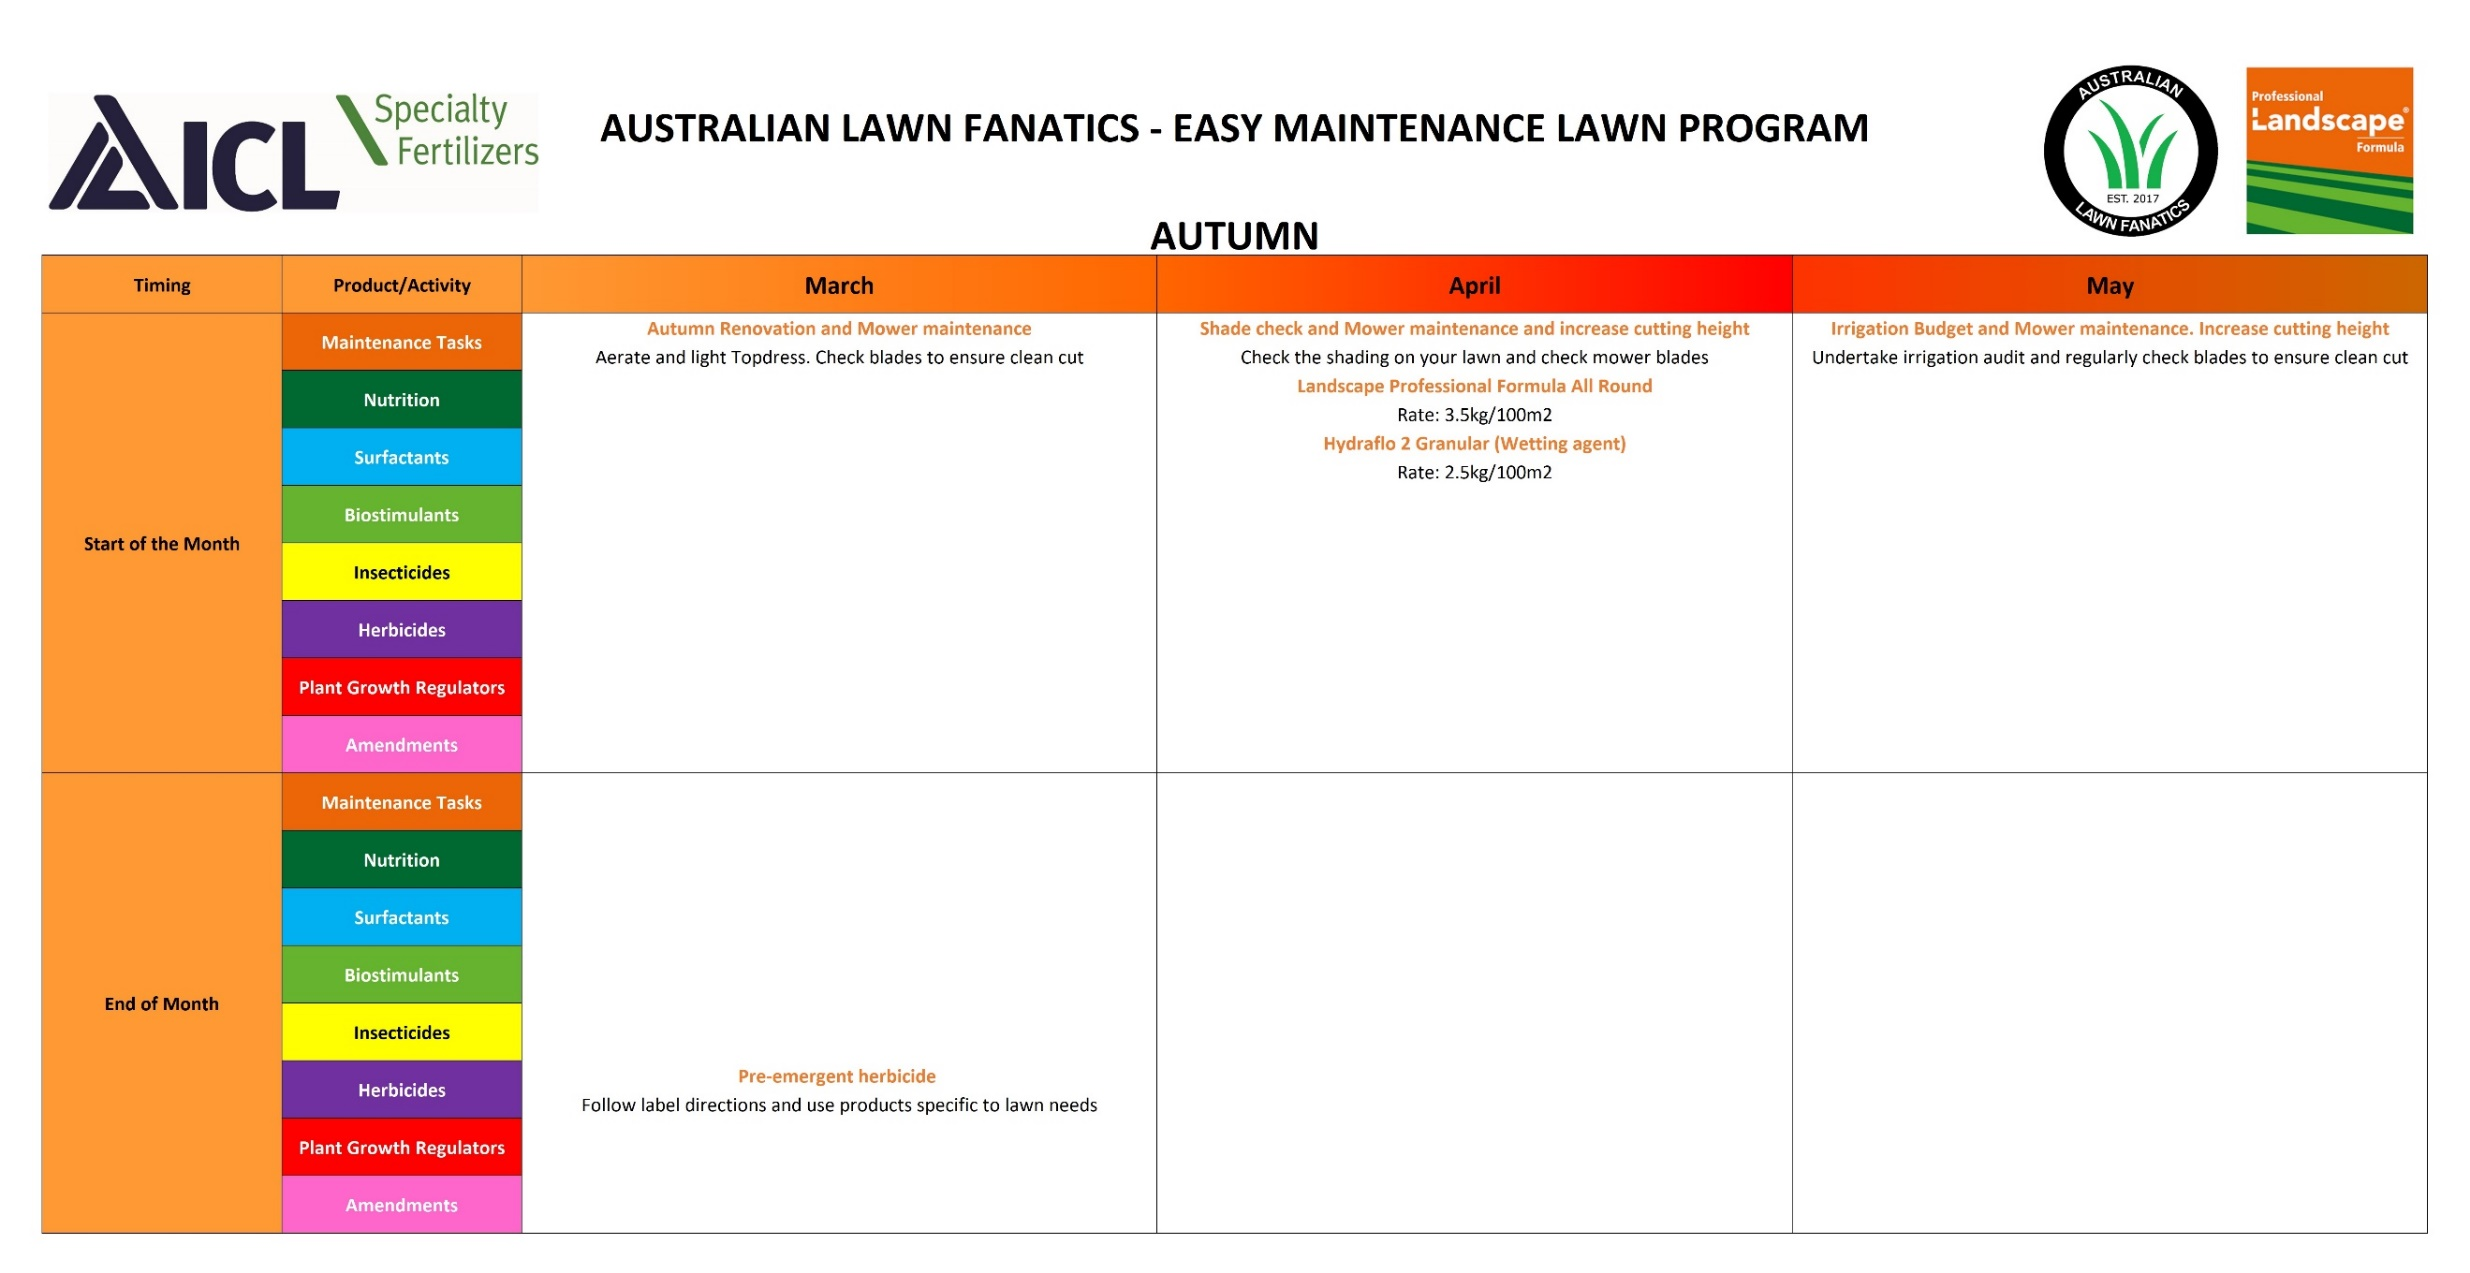 AICL Specialty
Fertilizers
AUSTRALIAN LAWN FANATICS - EASY MAINTENANCE LAWN PROGRAM
AUSTRALIAN
EST. 2017
LAWN FANATICS
Professional
Landscape®
Formula
AUTUMN
Timing Product/Activity March April May
Start of the Month
Maintenance Tasks
Autumn Renovation and Mower maintenance
Aerate and light Topdress. Check blades to ensure clean cut
Shade check and Mower maintenance and increase cutting height
Check the shading on your lawn and check mower blades
Irrigation Budget and Mower maintenance. Increase cutting height
Undertake irrigation audit and regularly check blades to ensure clean cut
Nutrition
Landscape Professional Formula All Round
Rate: 3.5kg/100m2
Surfactants
Hydraflo 2 Granular (Wetting agent)
Rate: 2.5kg/100m2
Biostimulants
Insecticides
Herbicides
Plant Growth Regulators
Amendments
End of Month
Maintenance Tasks
Nutrition
Surfactants
Biostimulants
Insecticides
Herbicides
Pre-emergent herbicide
Follow label directions and use products specific to lawn needs
Plant Growth Regulators
Amendments